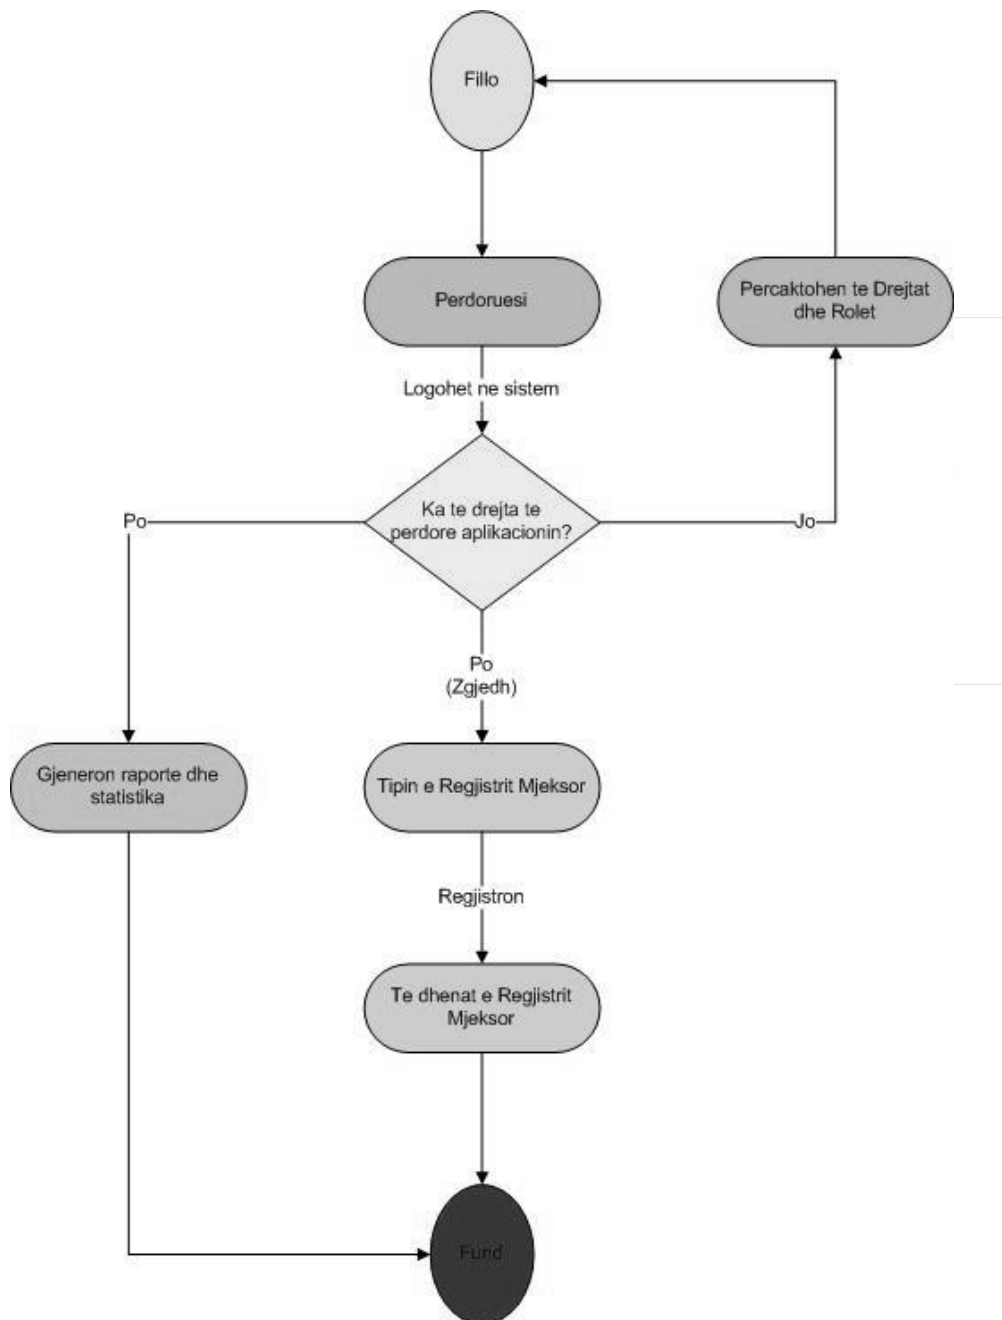 Fillo
Perdoruesi
Percaktohen te Drejtat
dhe Rolet
Logohet ne sistem
Ka te drejta te
perdore aplikacionin?
Po
Jo
Po
(Zgjedh)
Gjeneron raporte dhe
statistika
Tipin e Regjistrit Mjeksor
Regjistron
Te dhenat e Regjistrit
Mjeksor
Fund